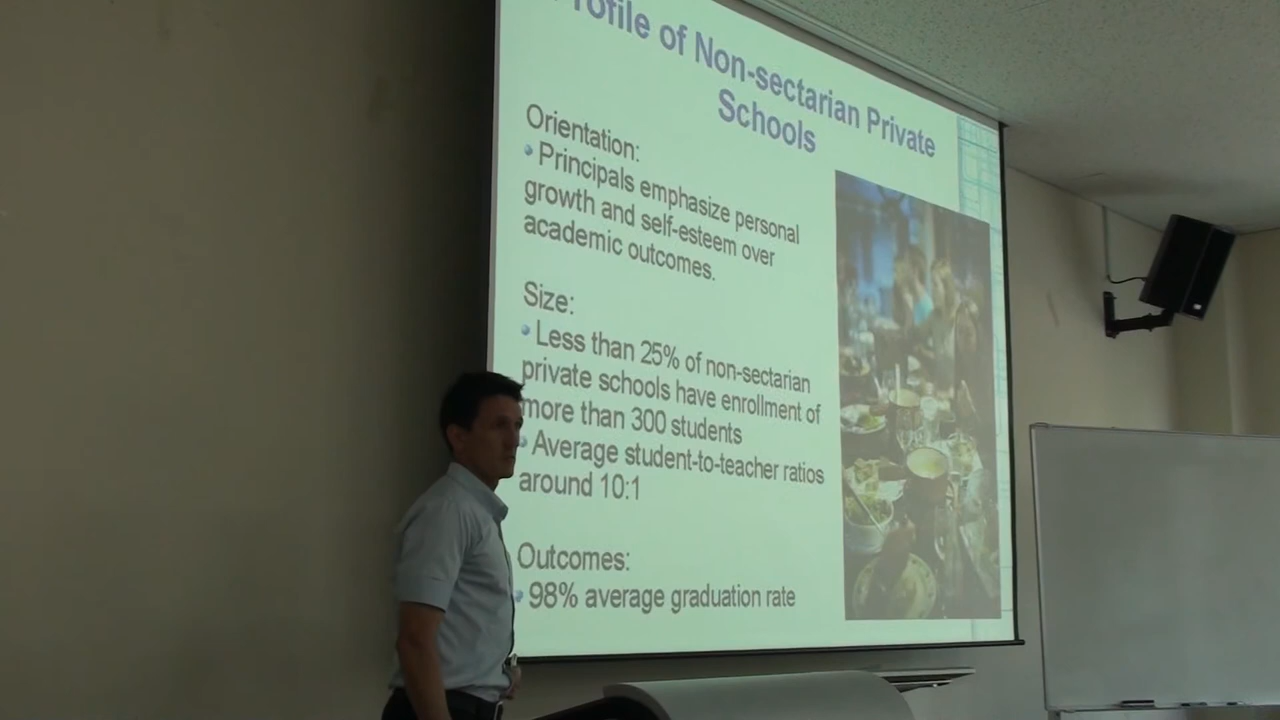 Profile of Non-sectarian Private
Schools
Orientation:
Principals emphasize personal
growth and self-esteem over
academic outcomes.
Size:
Less than 25% of non-sectarian
private schools have enrollment of
more than 300 students
Average student-to-teacher ratios
around 10:1
Outcomes:
98% average graduation rate